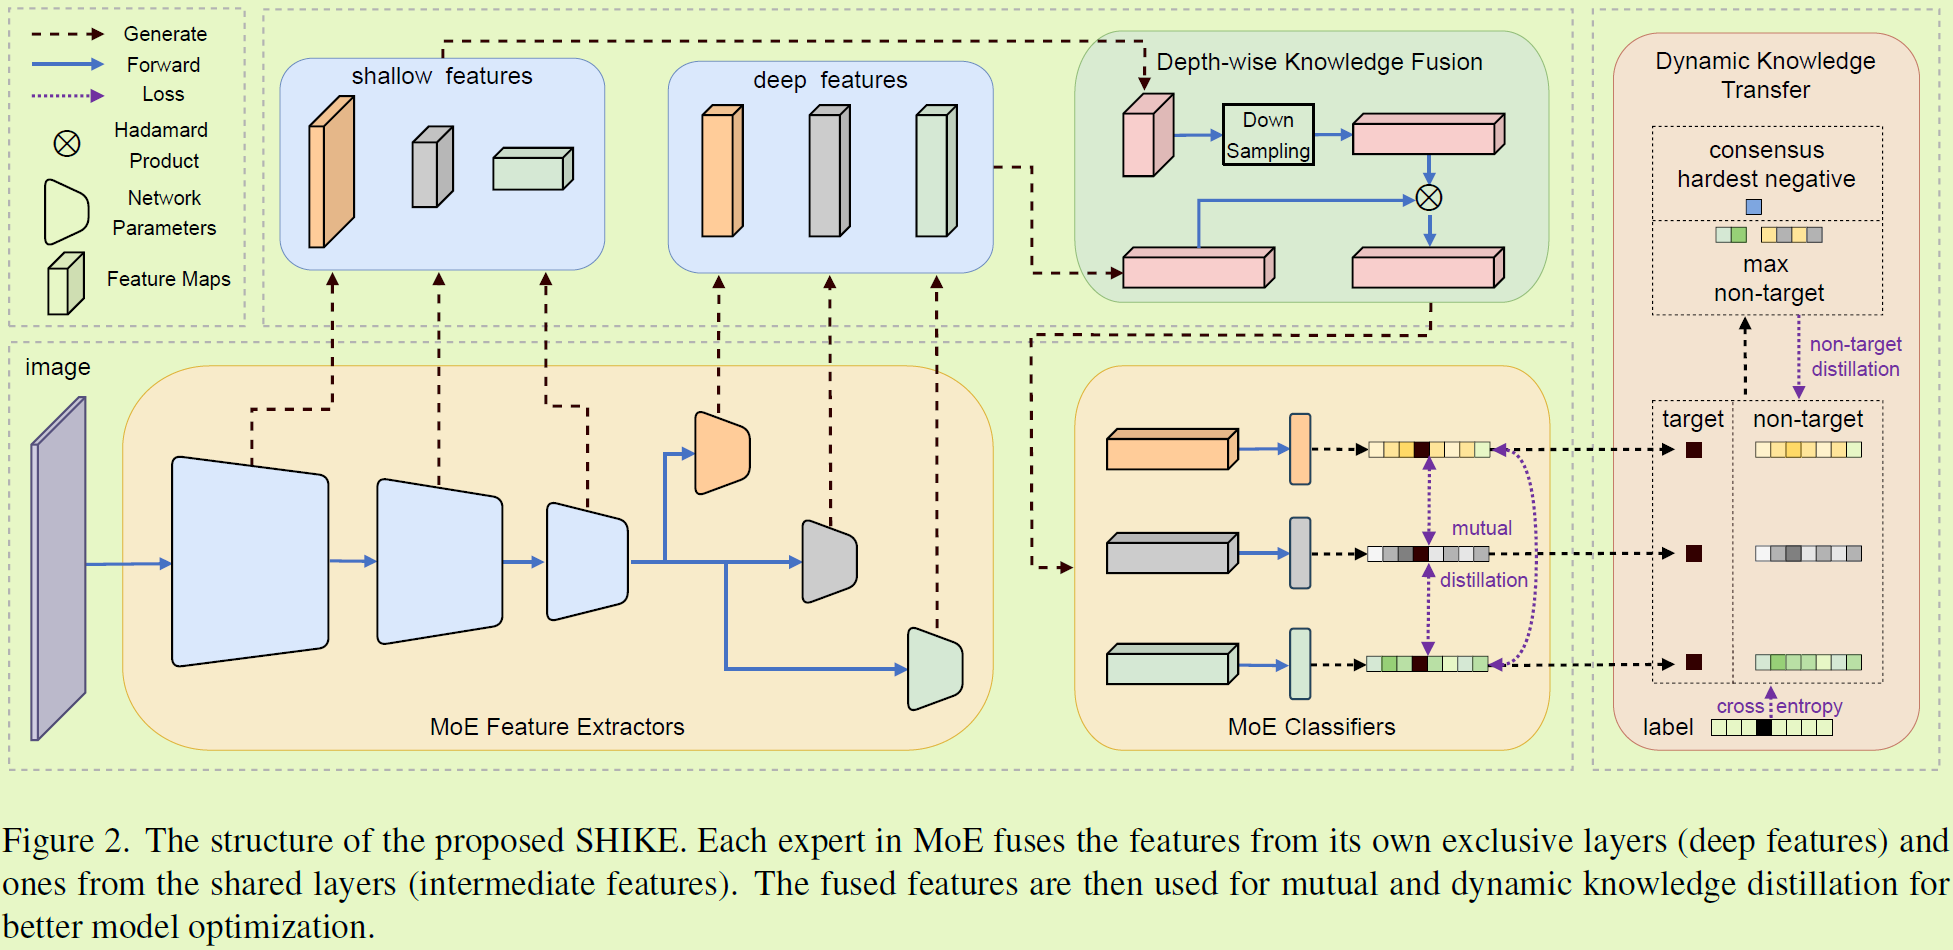 Generate
Forward
Loss
Hadamard
Product
Network
Parameters
Feature Maps
shallow features
deep features
Depth-wise Knowledge Fusion
Down
Sampling
Dynamic Knowledge
Transfer
consensus
hardest negative
max
non-target
non-target
distillation
target
non-target
cross entropy
label
image
MoE Feature Extractors
mutual
distillation
MoE Classifiers
Figure 2. The structure of the proposed SHIKE. Each expert in MoE fuses the features from its own exclusive layers (deep features) and
ones from the shared layers (intermediate features). The fused features are then used for mutual and dynamic knowledge distillation for
better model optimization.